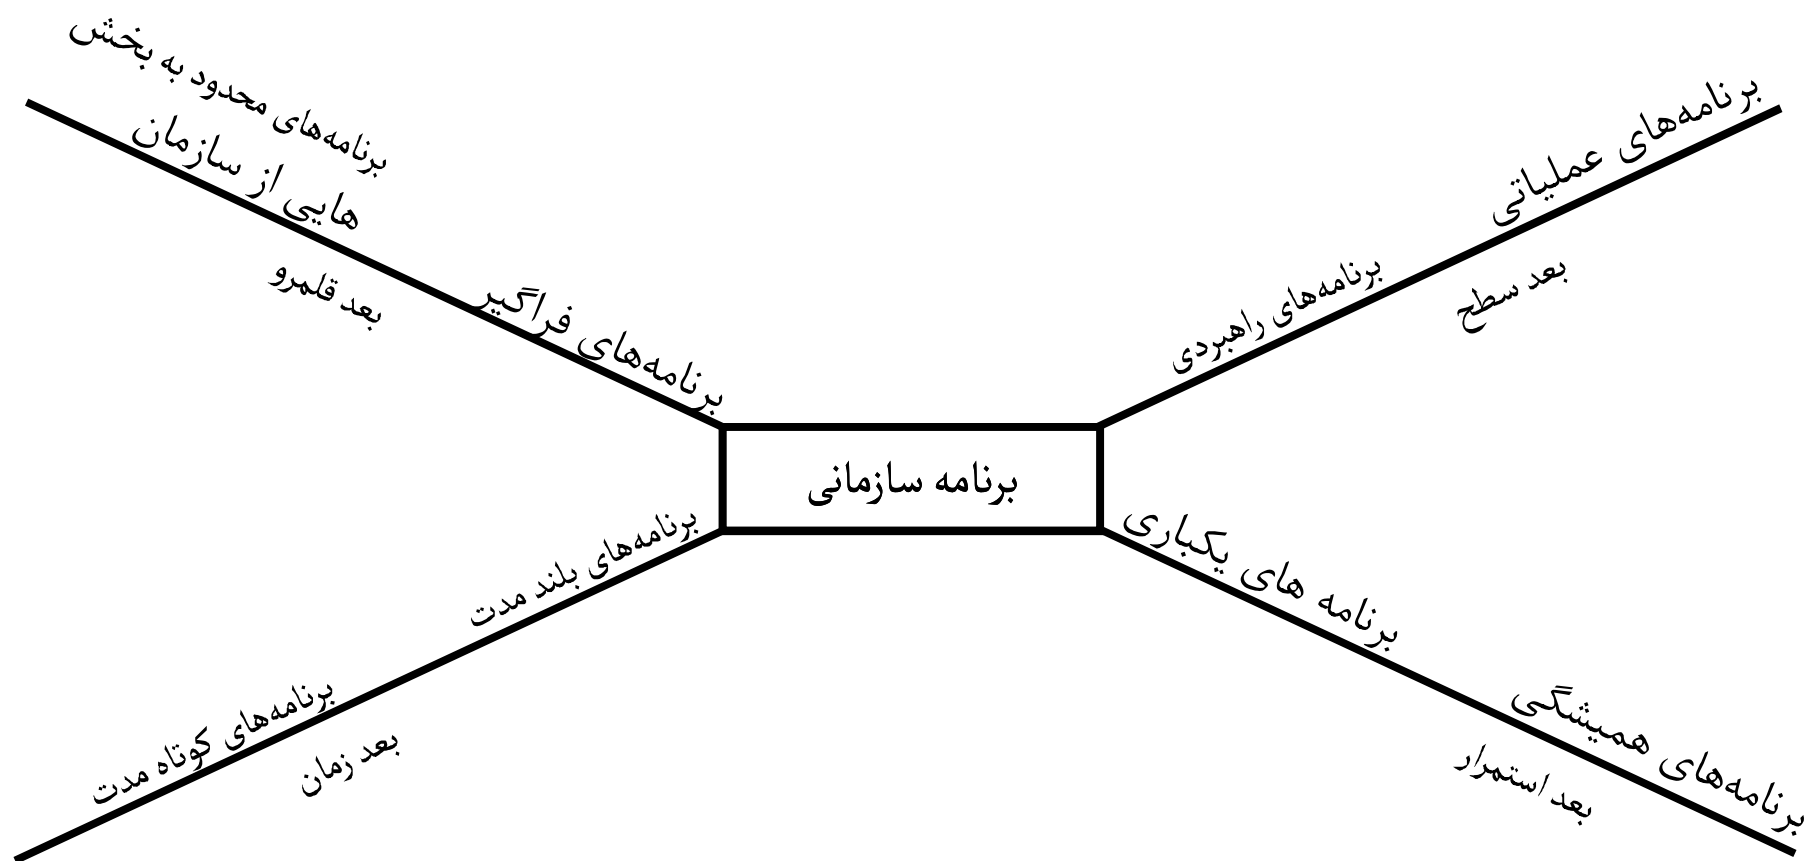 برنامه‌های محدود به بخش
هایی از سازمان
بعد قلمرو
برنامه‌های فراگیر
برنامه‌های عملیاتی
برنامه‌های راهبردی
بعد سطح
برنامه سازمانی
برنامه‌های بلند مدت
برنامه‌های کوتاه مدت
بعد زمان
برنامه های یکباری
برنامه‌های همیشگی
بعد استمرار